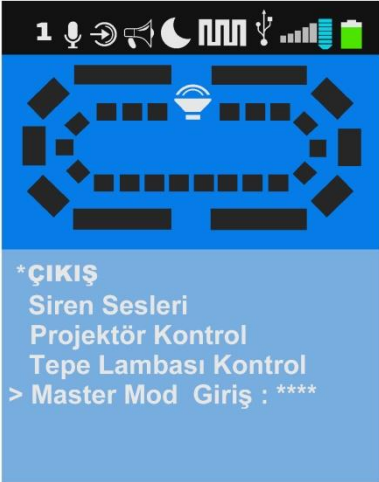 1
*ÇIKIŞ
Siren Sesleri
Projektör Kontrol
Tepe Lambası Kontrol
> Master Mod Giriş : ****